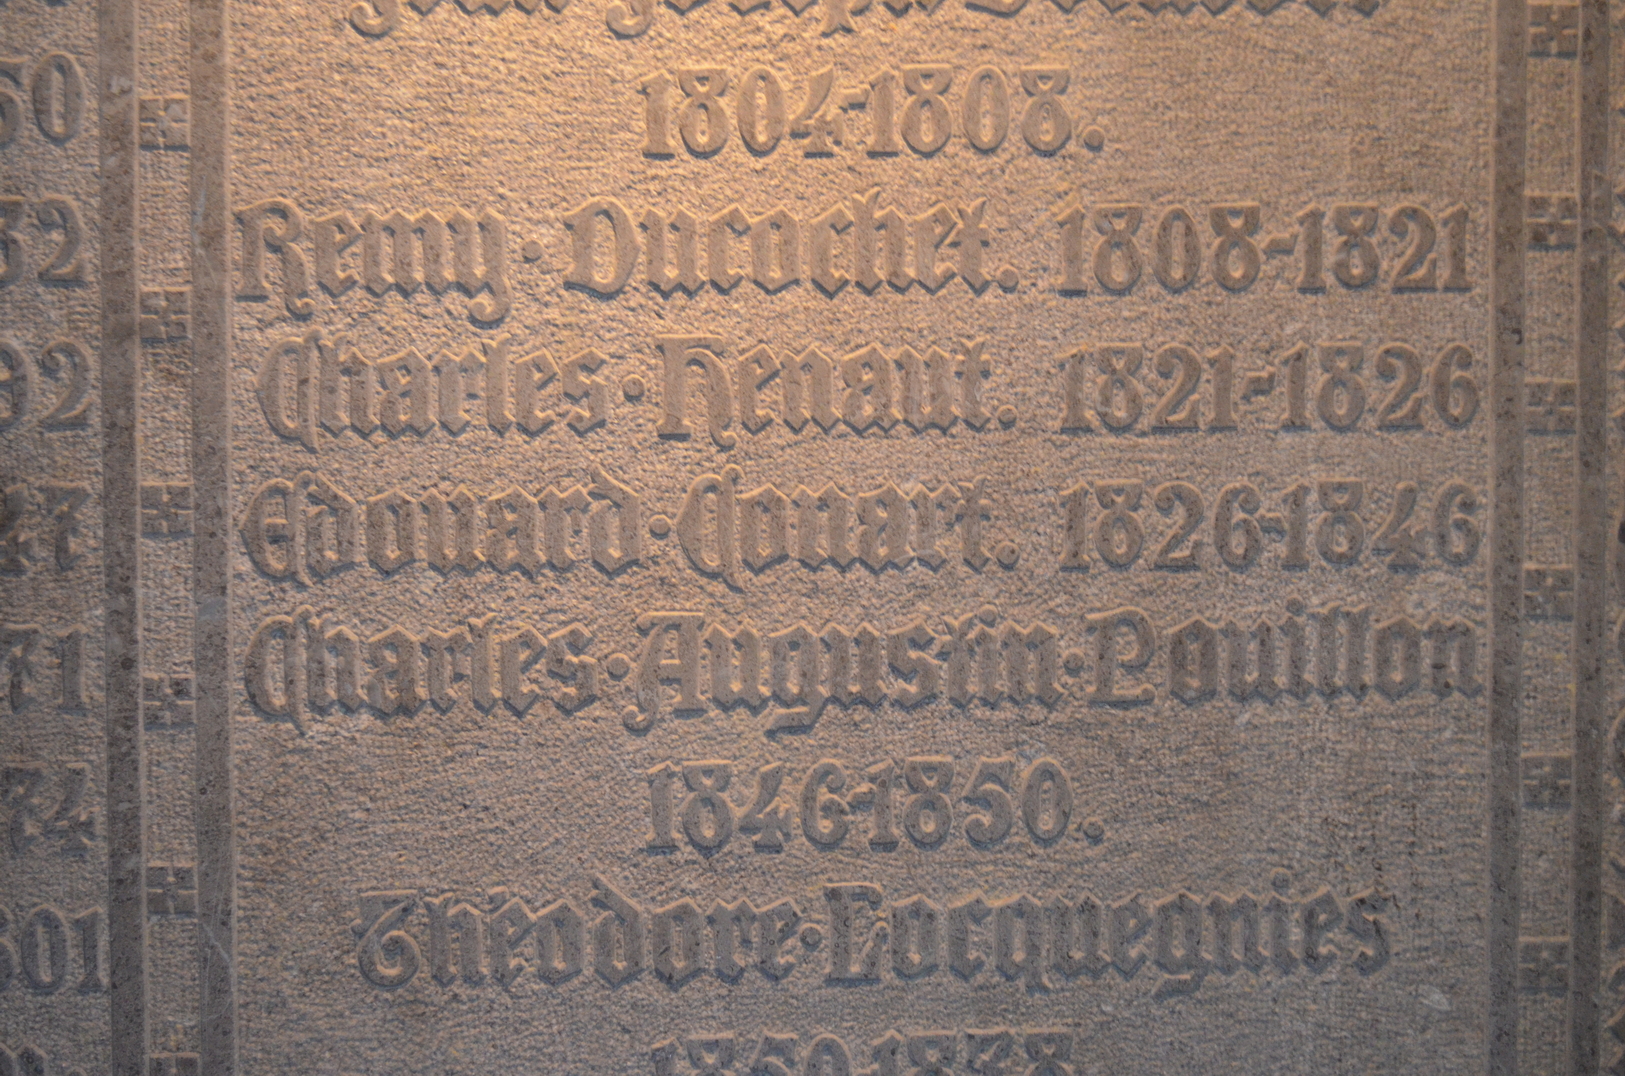 1804-1808.
Remy·Ducochet. 1808-1821
Charles·Henaut. 1821-1826
Edouard·Conart. 1826-1846
Charles·Augustin·Pouillon
1846-1850.
Théodore·Locquegnies